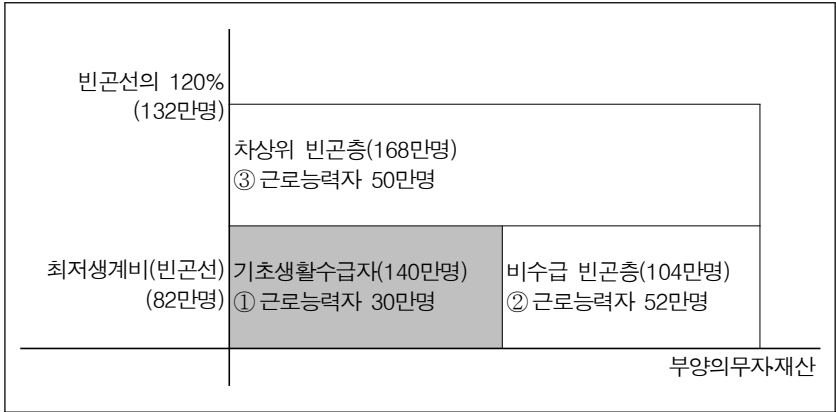 빈곤선의 120%
(132만명)
차상위 빈곤층(168만명)
③ 근로능력자 50만명
최저생계비(빈곤선)
(82만명)
기초생활수급자(140만명)
① 근로능력자 30만명
비수급 빈곤층(104만명)
② 근로능력자 52만명
부양의무자·재산